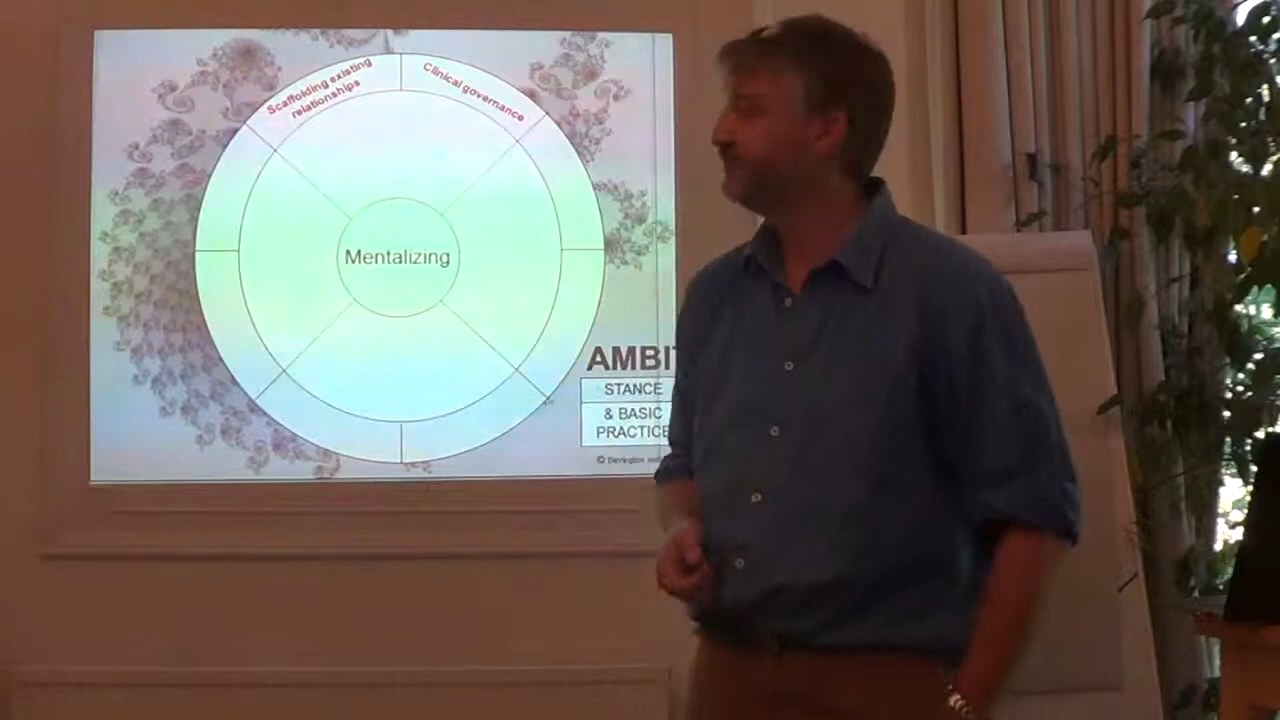 Scaffolding existing
relationships
Clinical governance
Mentalizing
AMBIT
STANCE
& BASIC
PRACTICE
©